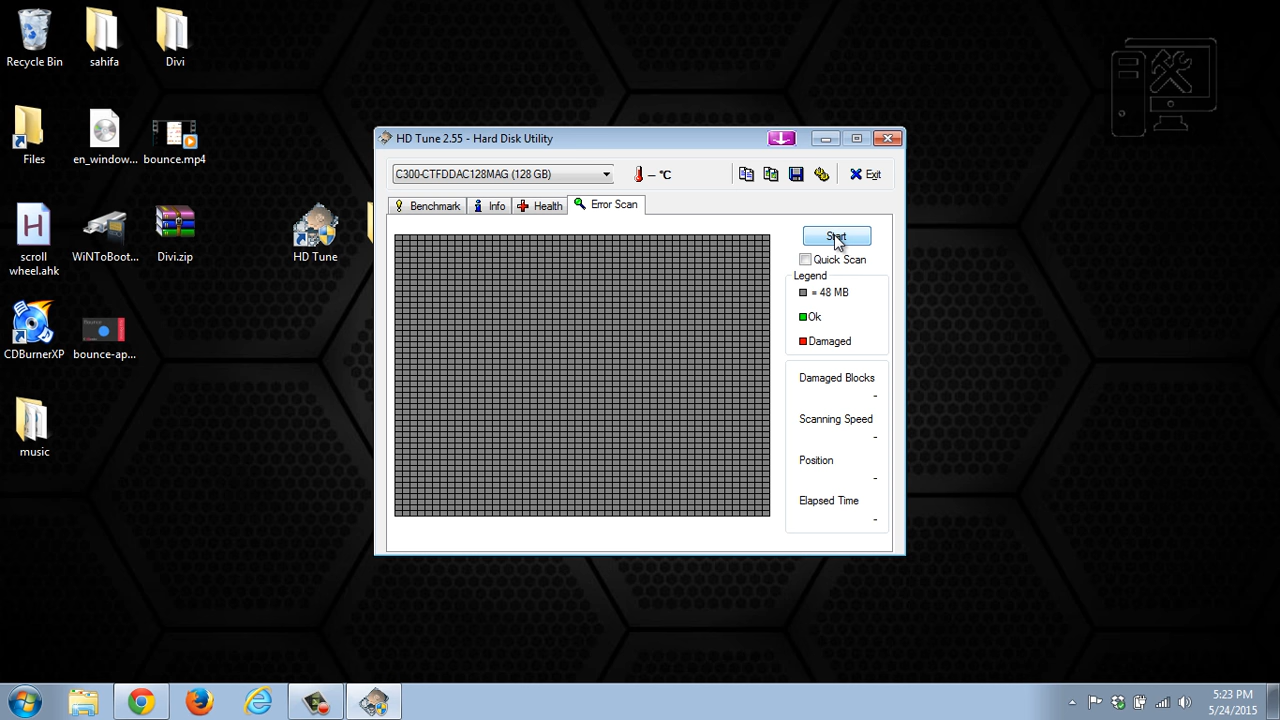 Recycle Bin
sahifa
Divi
Files
en_window...
bounce.mp4
scroll
wheel.ahk
WiNToBoot...
Divi.zip
HD Tune
CDBurnerXP
bounce-ap...
music
HD Tune 2.55 - Hard Disk Utility
C300-CTFDDAC128MAG (128 GB)
– °C
Exit
Benchmark
Info
Health
Error Scan
Start
Quick Scan
Legend
= 48 MB
Ok
Damaged
Damaged Blocks
-
Scanning Speed
-
Position
-
Elapsed Time
-
5:23 PM
5/24/2015